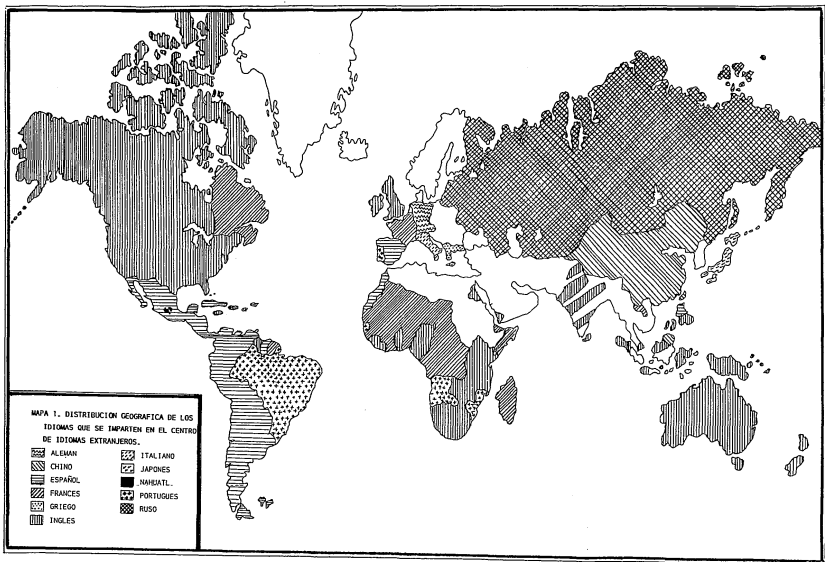 MAPA 1. DISTRIBUCION GEOGRAFICA DE LOS
IDIOMAS QUE SE IMPARTEN EN EL CENTRO
DE IDIOMAS EXTRANJEROS.
ALEMAN
CHINO
ESPAÑOL
FRANCES
GRIEGO
INGLES
ITALIANO
JAPONES
NAHUATL
PORTUGUES
RUSO